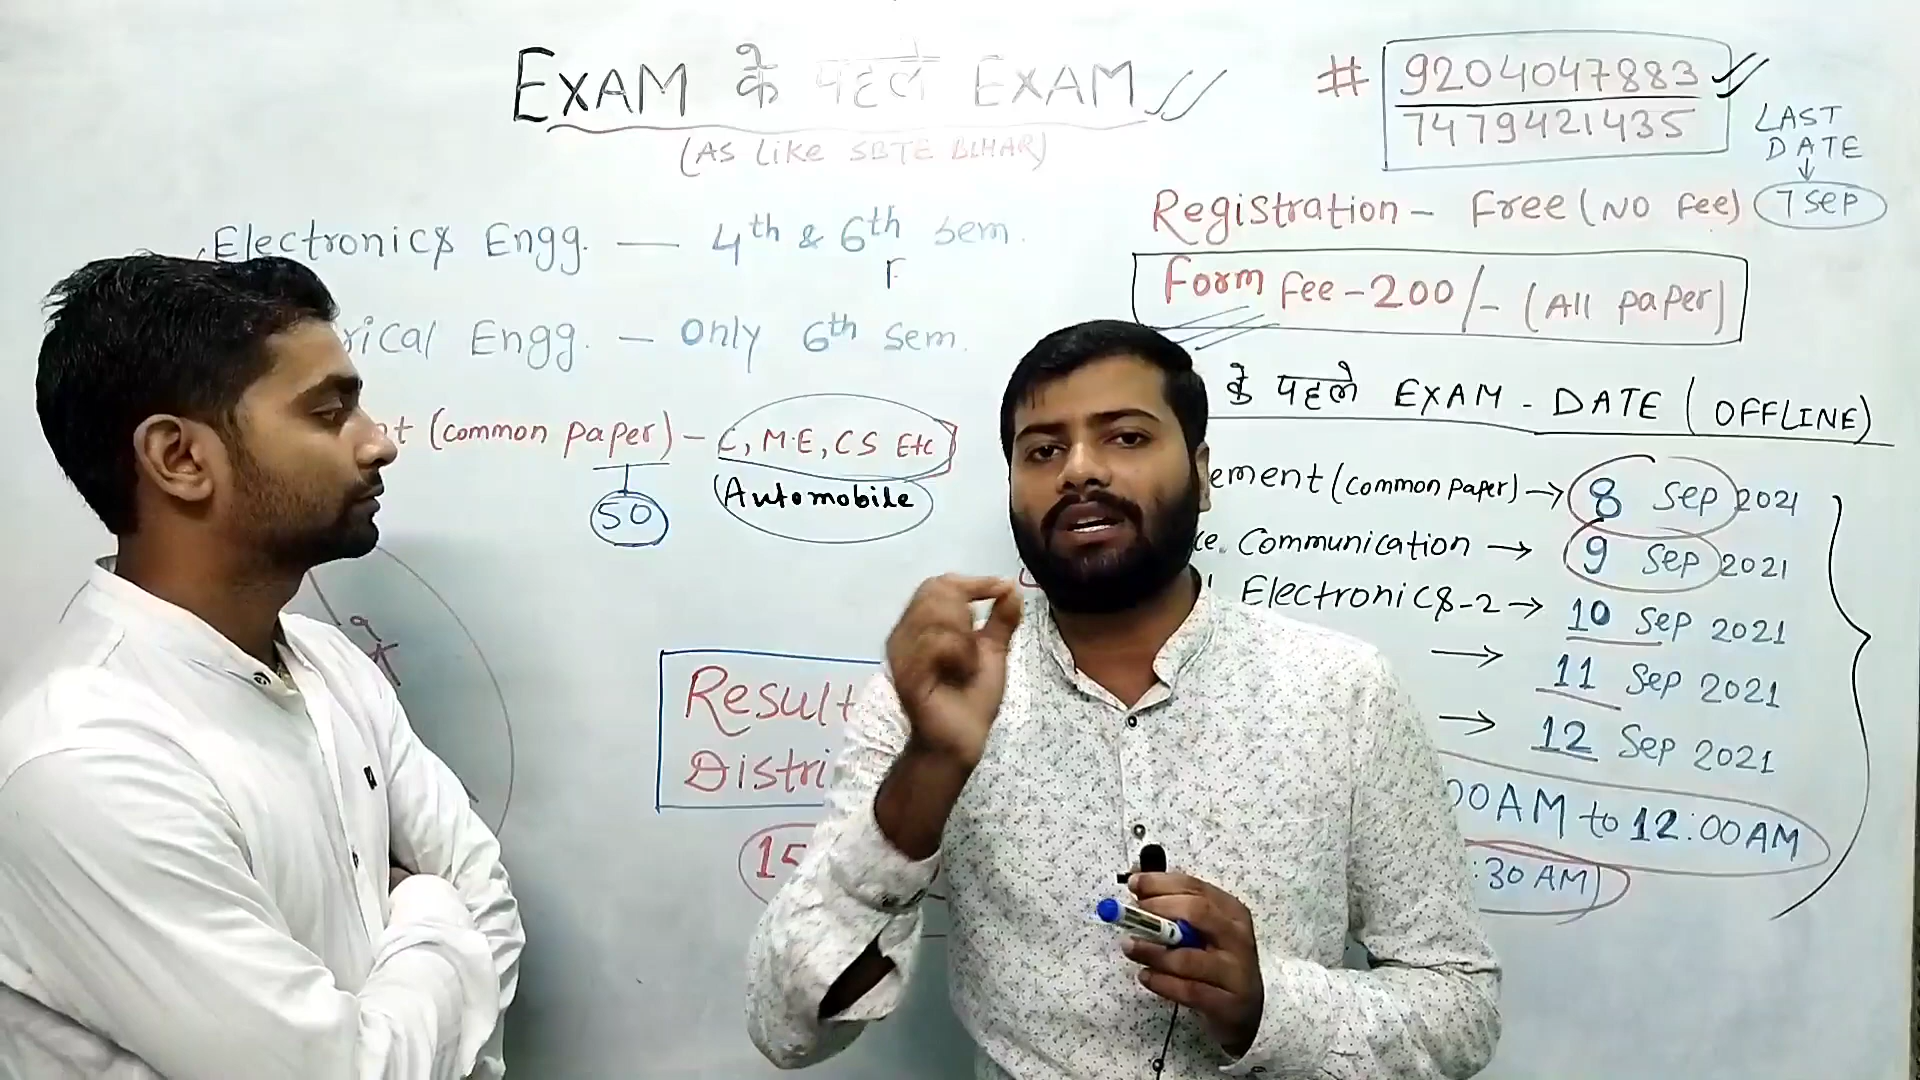 EXAM के पहले EXAM
(AS Like SBTE BIHAR)
# 9204047883
7479421435
LAST DATE
↓
7 Sep
Registration - Free (NO Fee)
Form Fee - 200/- (All paper)
Electronics Engg. — 4th & 6th Sem.
rical Engg. — Only 6th Sem.
nt (common paper) - C, M.E, CS Etc
(Automobile
50
के पहले EXAM - DATE (OFFLINE)
ement (common paper) → 8 Sep 2021
ce. Communication → 9 Sep 2021
l Electronics-2 → 10 Sep 2021
→ 11 Sep 2021
→ 12 Sep 2021
00AM to 12:00AM
:30 AM)
Result
Distri
15